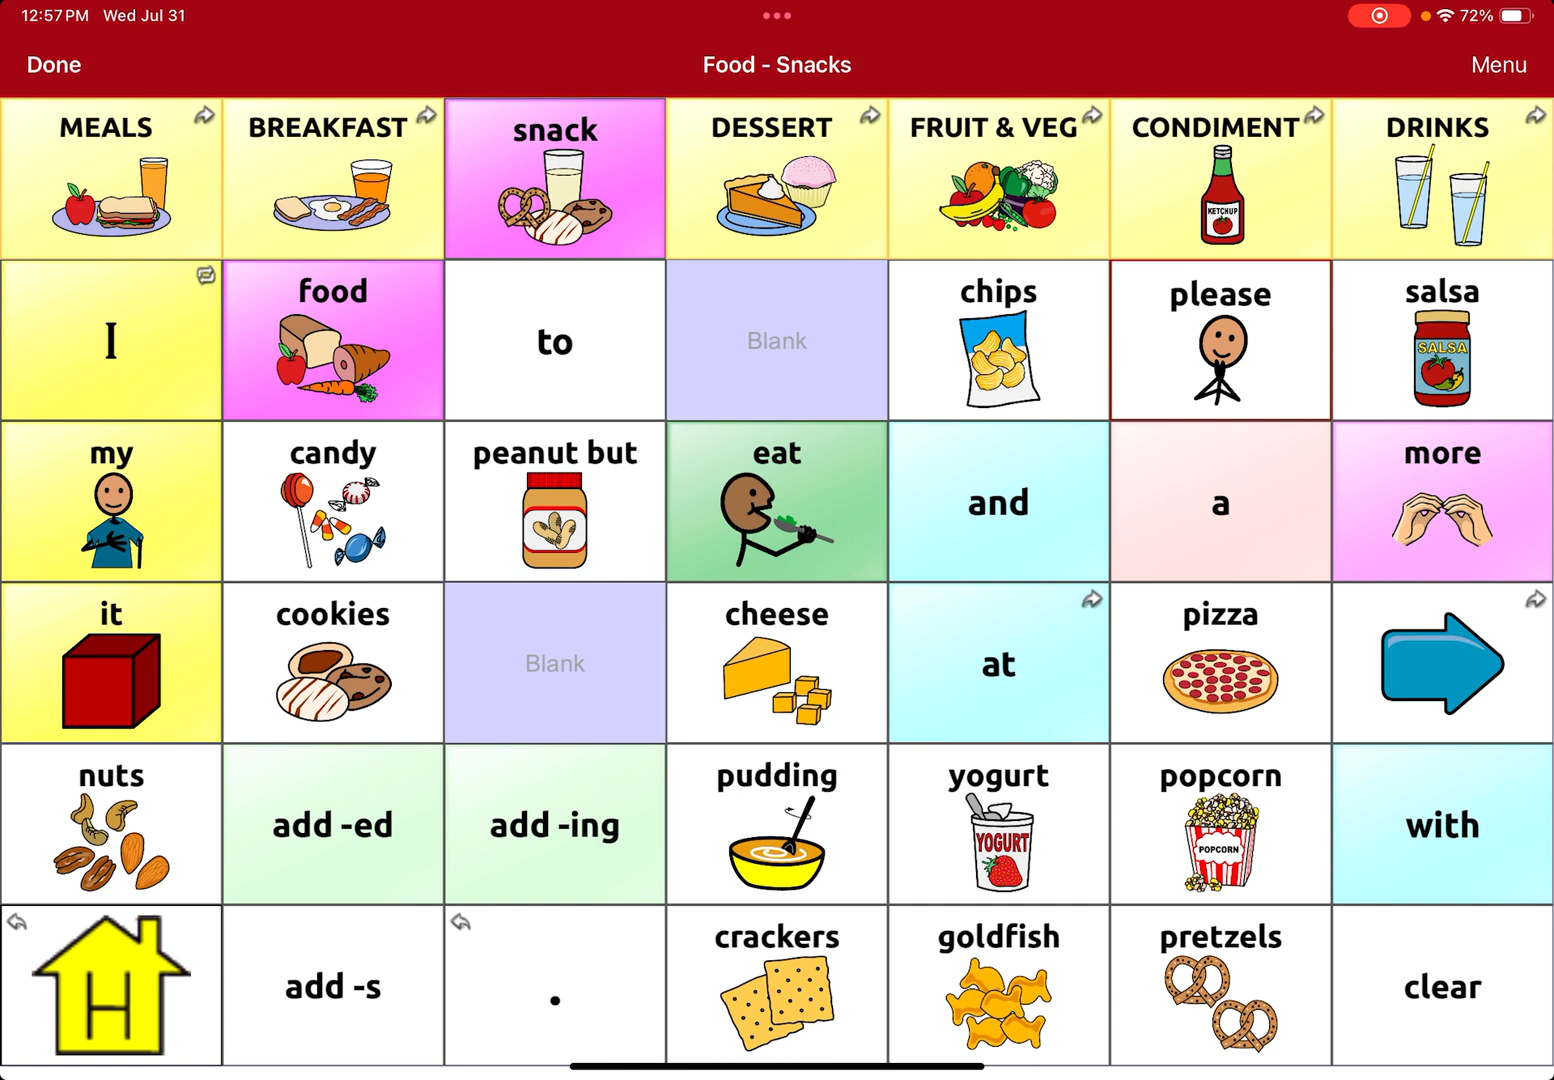 12:57 PM Wed Jul 31
72%
Done
Food - Snacks
Menu
MEALS
BREAKFAST
snack
DESSERT
FRUIT & VEG
CONDIMENT
KETCHUP
DRINKS
I
food
to
Blank
chips
please
salsa
SALSA
my
candy
peanut but
eat
and
a
more
it
cookies
Blank
cheese
at
pizza
nuts
add -ed
add -ing
pudding
yogurt
YOGURT
popcorn
POPCORN
with
H
add -s
.
crackers
goldfish
pretzels
clear